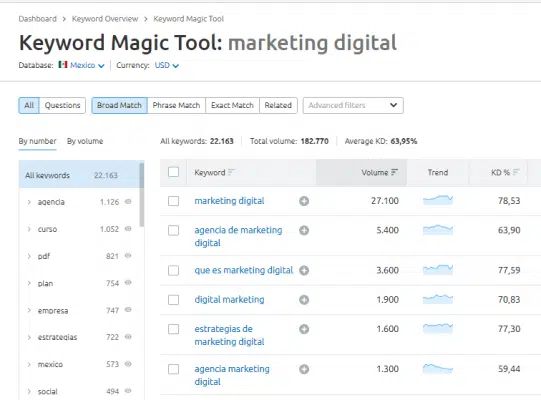 Dashboard > Keyword Overview > Keyword Magic Tool
Keyword Magic Tool: marketing digital
Database: Mexico Currency: USD
All Questions Broad Match Phrase Match Exact Match Related Advanced filters
By number By volume All keywords: 22.163 Total volume: 182.770 Average KD: 63,95%
All keywords 22.163
Keyword Volume Trend KD %
> agencia 1.126
marketing digital 27.100 78,53
> curso 1.052
agencia de marketing
digital 5.400 63,90
> pdf 821
que es marketing digital 3.600 77,59
> plan 754
digital marketing 1.900 70,83
> empresa 747
estrategias de
marketing digital 1.600 77,30
> estrategias 722
> mexico 573
agencia marketing
digital 1.300 59,44
> social 494